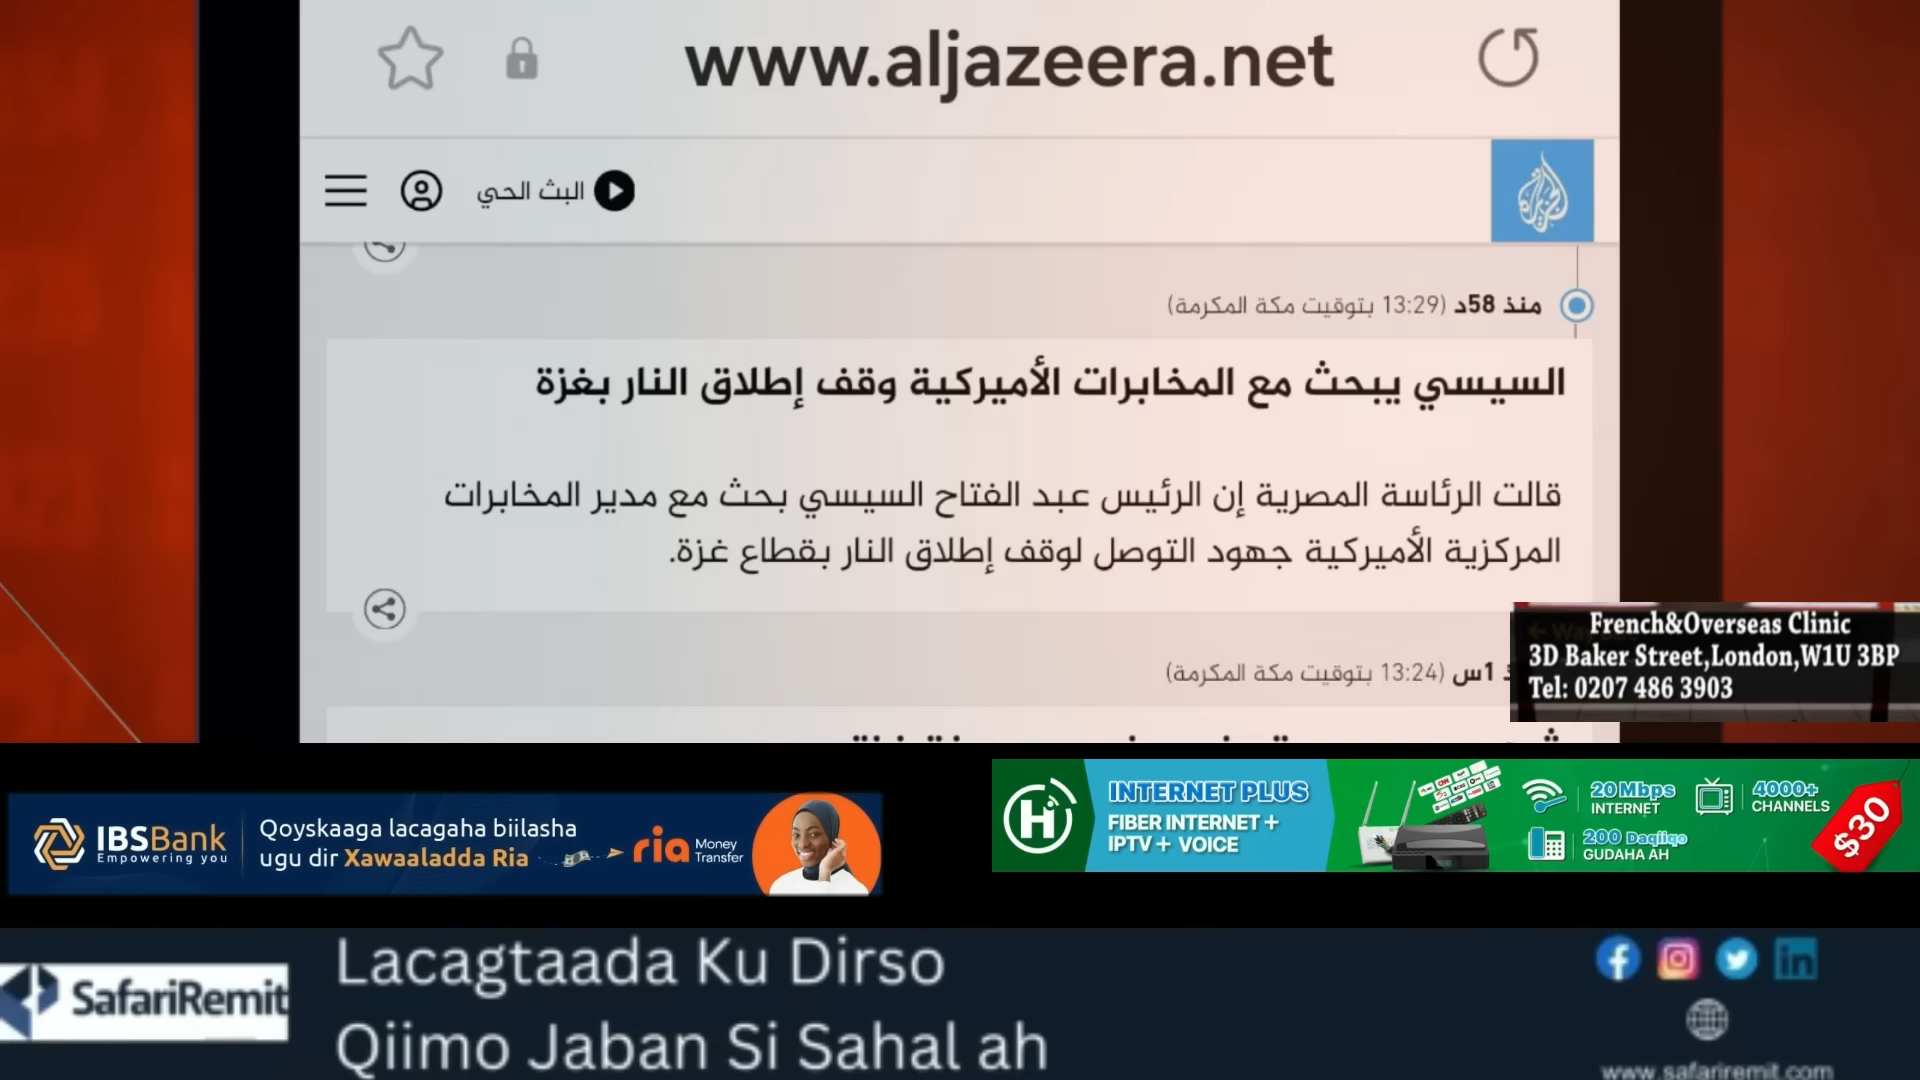 www.aljazeera.net
البث الحي
منذ 58د (13:29 بتوقيت مكة المكرمة)
السيسي يبحث مع المخابرات الأميركية وقف إطلاق النار بغزة
قالت الرئاسة المصرية إن الرئيس عبد الفتاح السيسي بحث مع مدير المخابرات
المركزية الأميركية جهود التوصل لوقف إطلاق النار بقطاع غزة.
1س (13:24 بتوقيت مكة المكرمة)
French&Overseas Clinic
3D Baker Street,London,W1U 3BP
Tel: 0207 486 3903
IBSBank
Empowering you
Qoyskaaga lacagaha biilasha
ugu dir Xawaaladda Ria
ria Money
Transfer
H
INTERNET PLUS
FIBER INTERNET +
IPTV + VOICE
20 Mbps
INTERNET
4000+
CHANNELS
200 Daqiiqo
GUDAHA AH
$30
SafariRemit
Lacagtaada Ku Dirso
Qiimo Jaban Si Sahal ah
www.safariremit.com